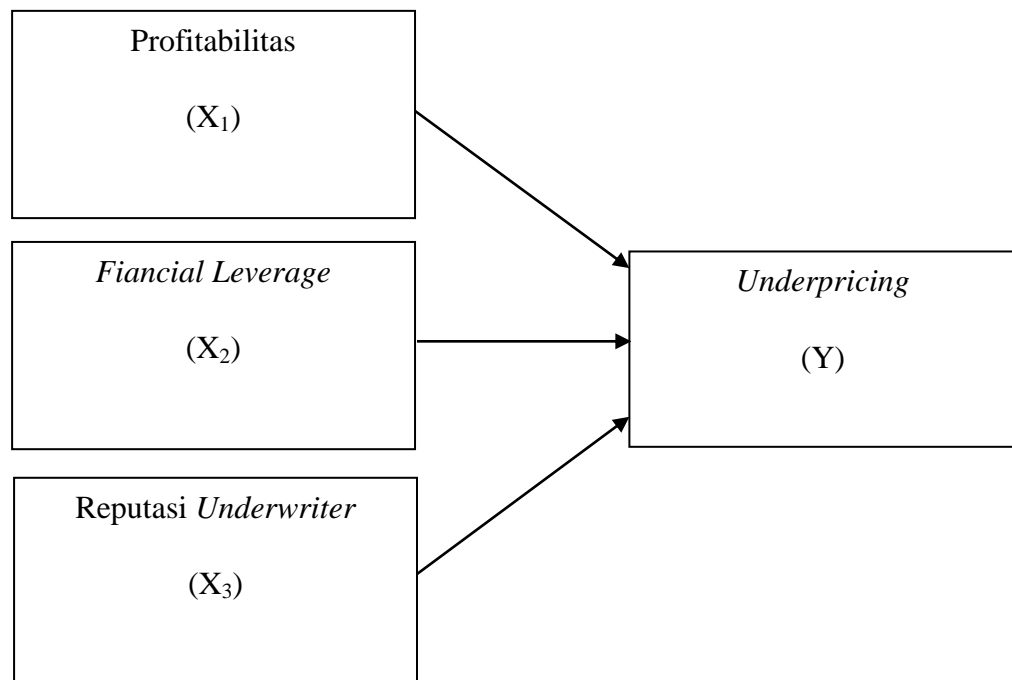 Profitabilitas
(X₁)
Fiancial Leverage
(X₂)
Underpricing
(Y)
Reputasi Underwriter
(X₃)